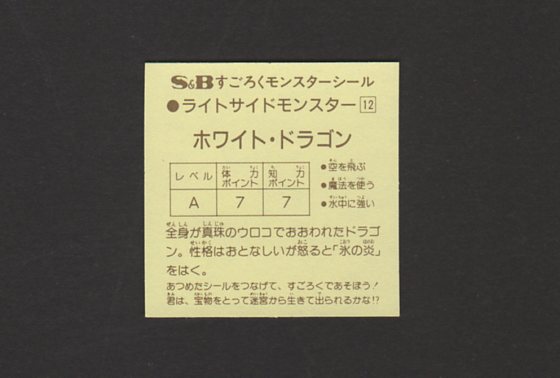 S&Bすごろくモンスターシール
●ライトサイドモンスター12
ホワイト・ドラゴン
レベル 体力ポイント 知力ポイント
A 7 7
●空を飛ぶ
●魔法を使う
●水中に強い
全身が真珠のウロコでおおわれたドラゴ
ン。性格はおとなしいが怒ると「氷の炎」
をはく。
あつめたシールをつなげて、すごろくであそぼう!
君は、宝物をとって迷宮から生きて出られるかな!?